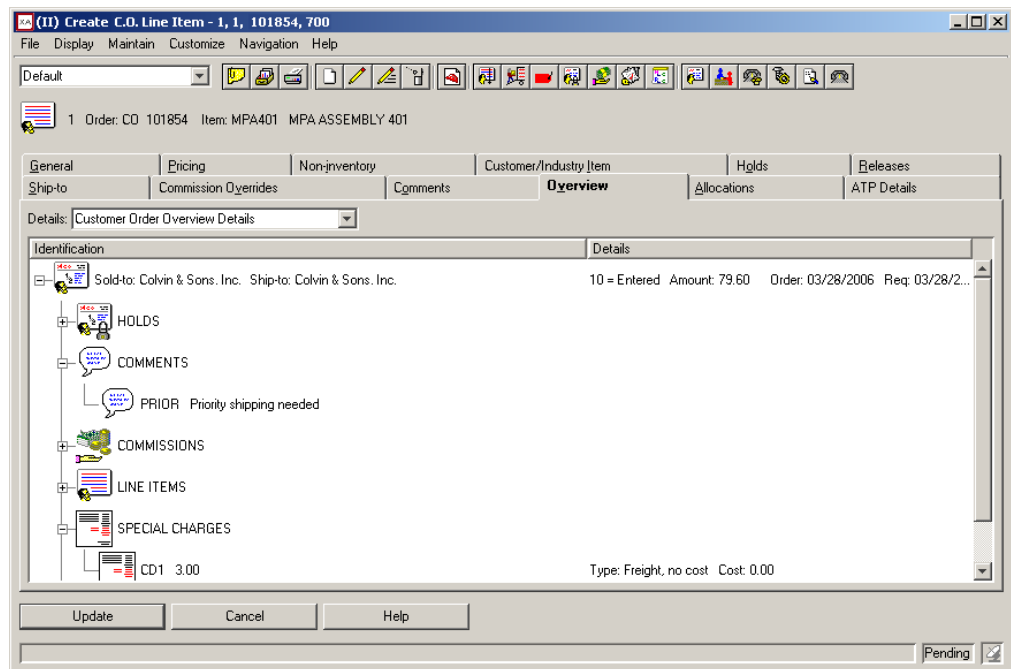 XA (II) Create C.O. Line Item - 1, 1, 101854, 700
File Display Maintain Customize Navigation Help
Default
1 Order: CO 101854 Item: MPA401 MPA ASSEMBLY 401
General Pricing Non-inventory Customer/Industry Item Holds Releases
Ship-to Commission Overrides Comments Overview Allocations ATP Details
Details: Customer Order Overview Details
Identification Details
Sold-to: Colvin & Sons. Inc. Ship-to: Colvin & Sons. Inc. 10 = Entered Amount: 79.60 Order: 03/28/2006 Req: 03/28/2...
HOLDS
COMMENTS
PRIOR Priority shipping needed
COMMISSIONS
LINE ITEMS
SPECIAL CHARGES
CD1 3.00 Type: Freight, no cost Cost: 0.00
Update Cancel Help
Pending